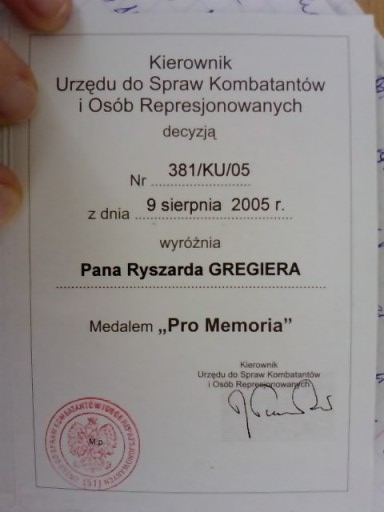 Kierownik
Urzędu do Spraw Kombatantów
i Osób Represjonowanych
decyzją
Nr 381/KU/05
z dnia 9 sierpnia 2005 r.
wyróżnia
Pana Ryszarda GREGIERA
Medalem „Pro Memoria”
Kierownik
Urzędu do Spraw Kombatantów
i Osób Represjonowanych
M.p.